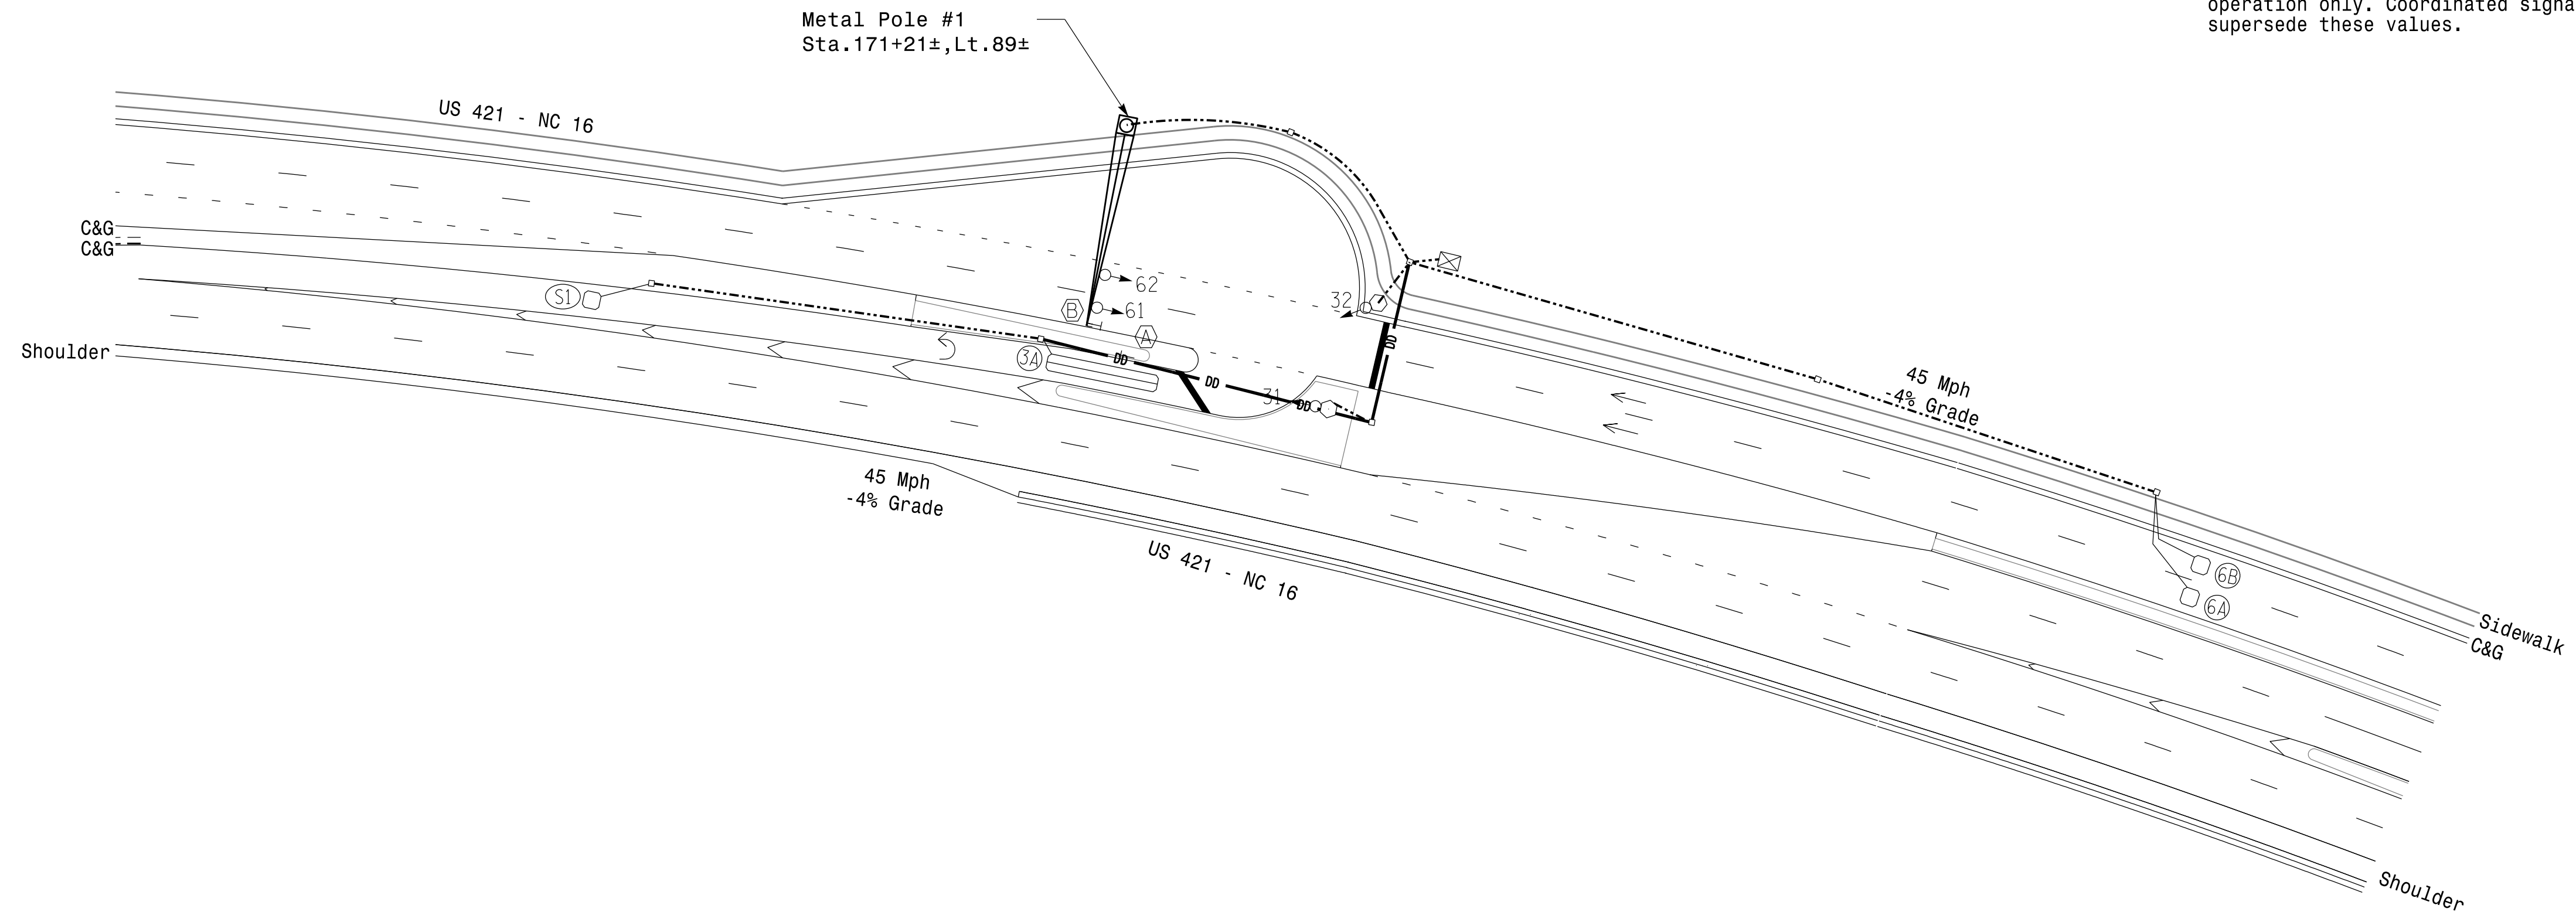 operation only. Coordinated signa
supersede these values.
Metal Pole #1
Sta.171+21±,Lt.89±
US 421 - NC 16
C&G
C&G
Shoulder
S1
62
B
61
A
3A
DD
DD
DD
DD
31
32
45 Mph
-4% Grade
45 Mph
-4% Grade
US 421 - NC 16
6B
6A
Sidewalk
C&G
Shoulder